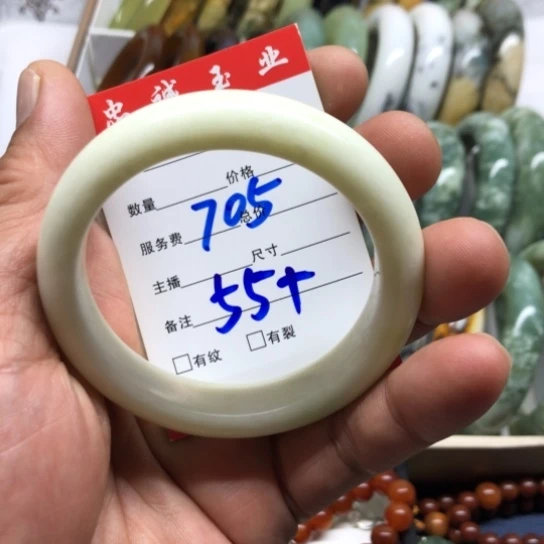 忠诚玉业
数量 价格
705
服务费 总价
主播 尺寸
55+
备注
□有纹 □有裂